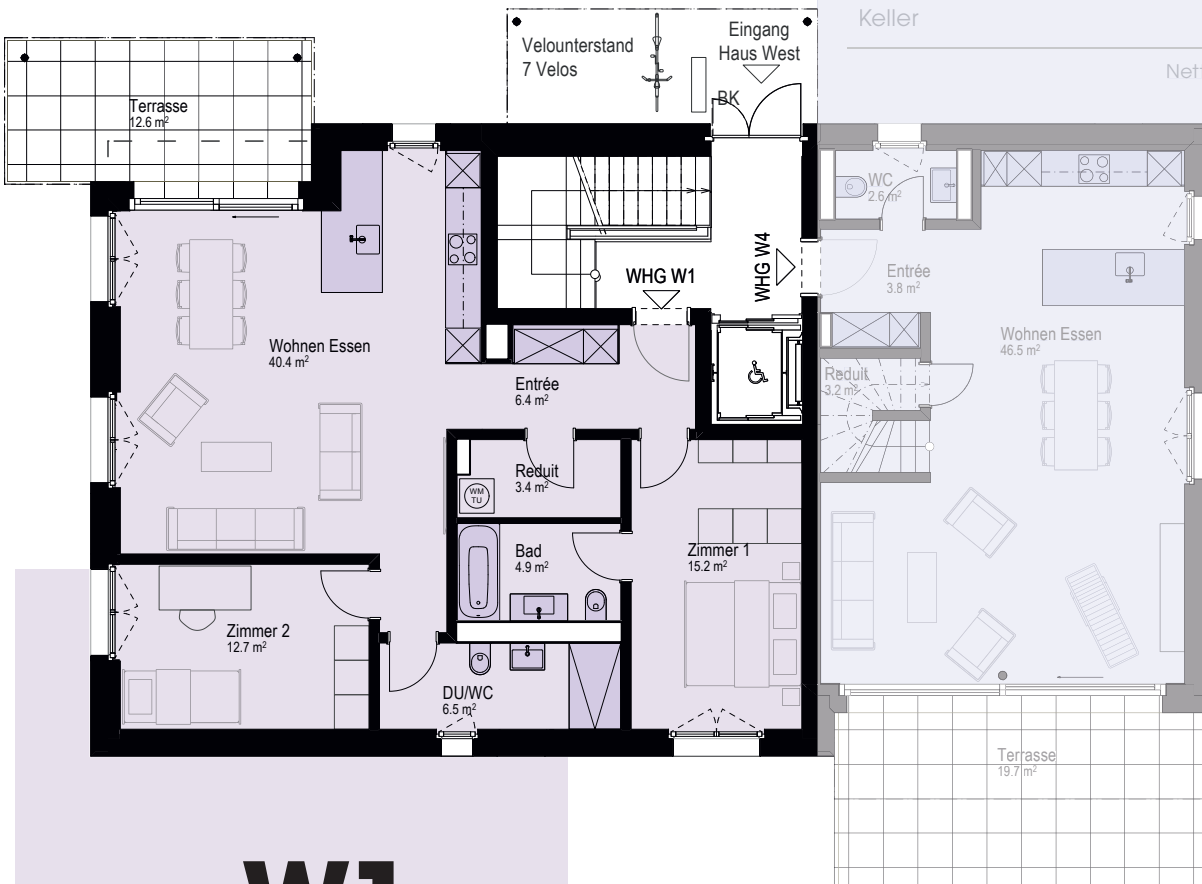 Keller
Nett
Velounterstand
7 Velos
Eingang
Haus West
BK
Terrasse
12.6 m²
WC
2.6 m²
WHG W1
WHG W4
Entrée
3.8 m²
Wohnen Essen
40.4 m²
Wohnen Essen
46.5 m²
Entrée
6.4 m²
Reduit
3.2 m²
Reduit
3.4 m²
WM
TU
Bad
4.9 m²
Zimmer 1
15.2 m²
Zimmer 2
12.7 m²
DU/WC
6.5 m²
Terrasse
19.7 m²
W1